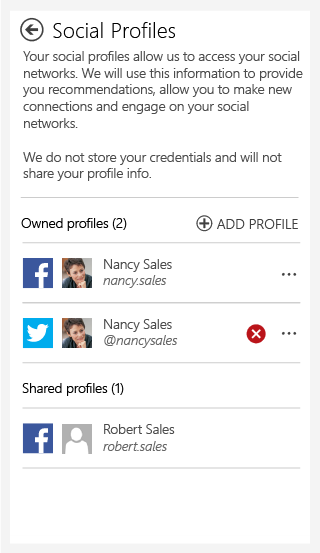 Social Profiles
Your social profiles allow us to access your social
networks. We will use this information to provide
you recommendations, allow you to make new
connections and engage on your social
networks.
We do not store your credentials and will not
share your profile info.
Owned profiles (2) ADD PROFILE
Nancy Sales
nancy.sales
Nancy Sales
@nancysales
Shared profiles (1)
Robert Sales
robert.sales